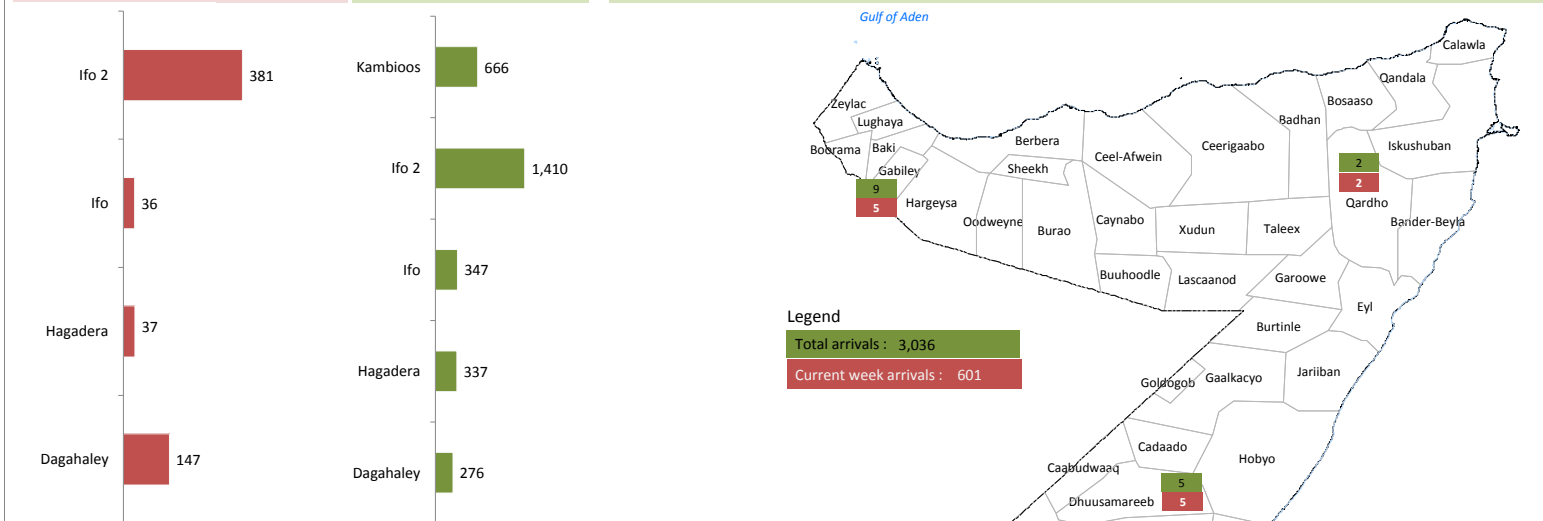 Ifo 2
381
Ifo
36
Hagadera
37
Dagahaley
147
Kambioos
666
Ifo 2
1,410
Ifo
347
Hagadera
337
Dagahaley
276
Gulf of Aden
Calawla
Qandala
Bosaaso
Zeylac
Badhan
Lughaya
Berbera
Ceerigaabo
Iskushuban
Boorama
Baki
Ceel-Afwein
Gabiley
Sheekh
2
2
9
5
Hargeysa
Qardho
Oodweyne
Caynabo
Bander-Beyla
Burao
Xudun
Taleex
Buuhoodle
Lascaanod
Garoowe
Eyl
Legend
Total arrivals : 3,036
Current week arrivals : 601
Burtinle
Jariiban
Goldogob
Gaalkacyo
Cadaado
Hobyo
Caabudwaaq
5
5
Dhuusamareeb